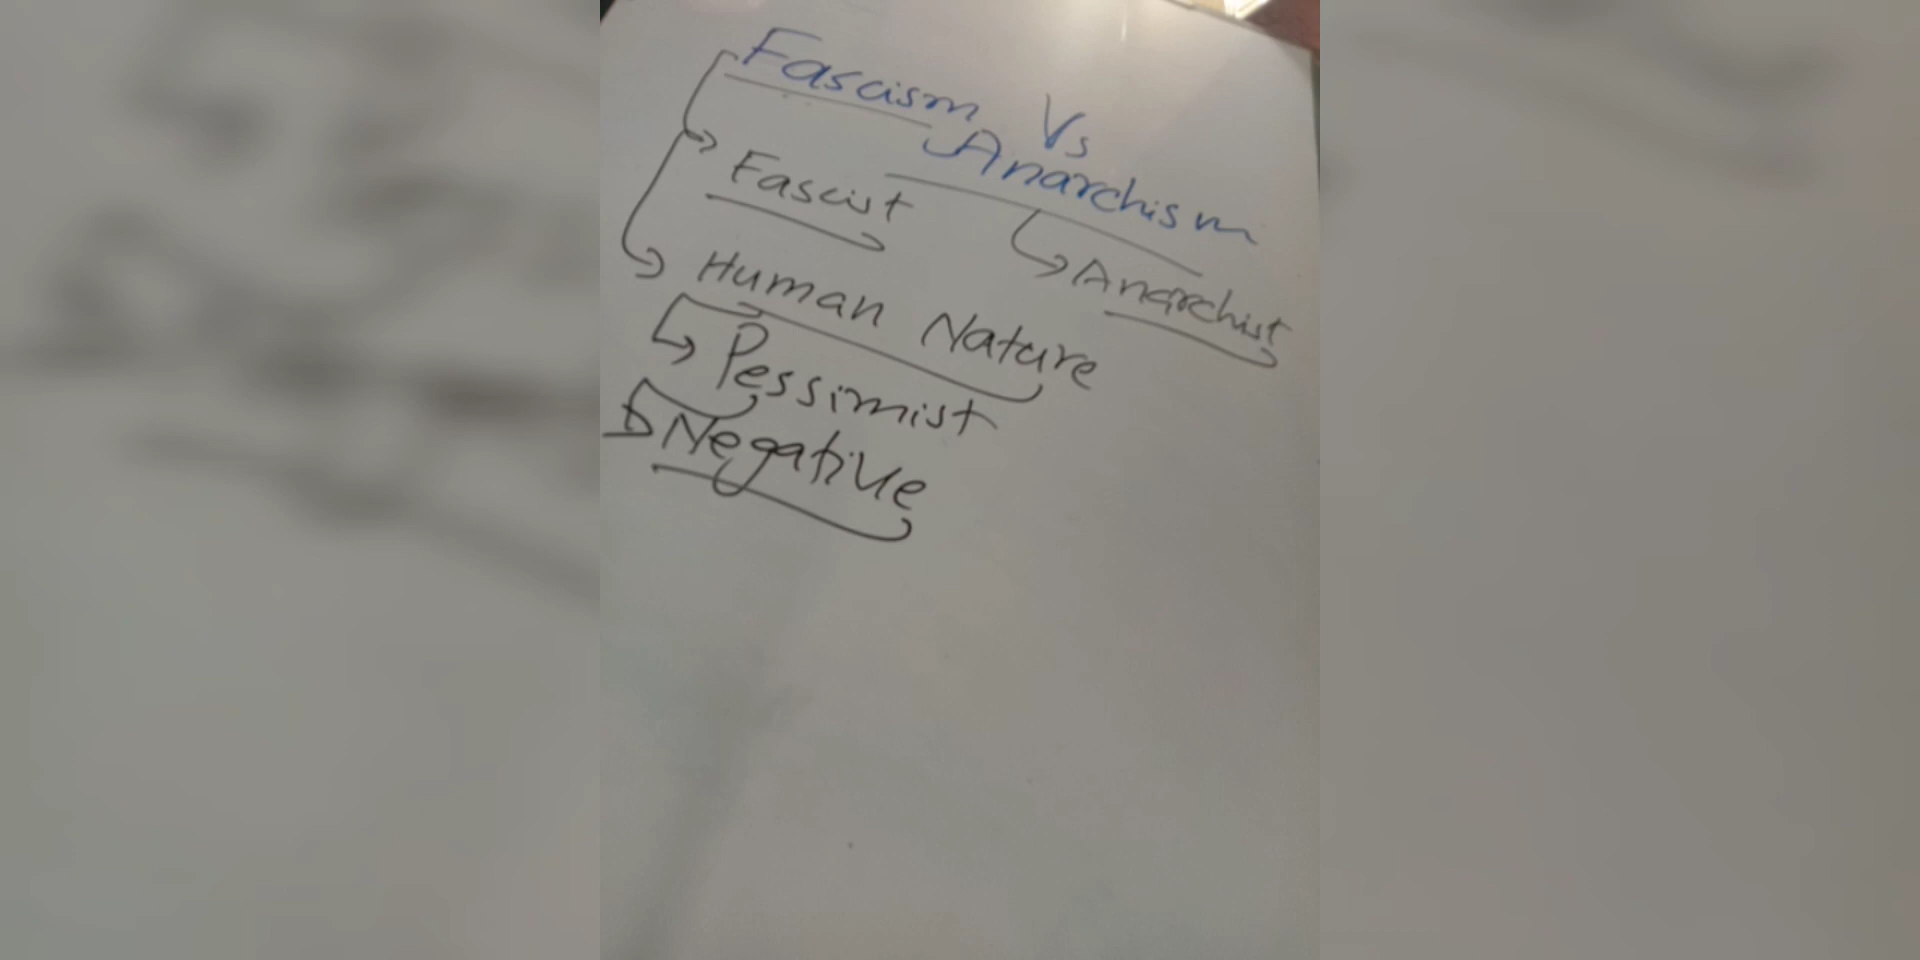 Fascism Vs
Anarchism
Fascist
Anarchist
Human Nature
Pessimist
Negative